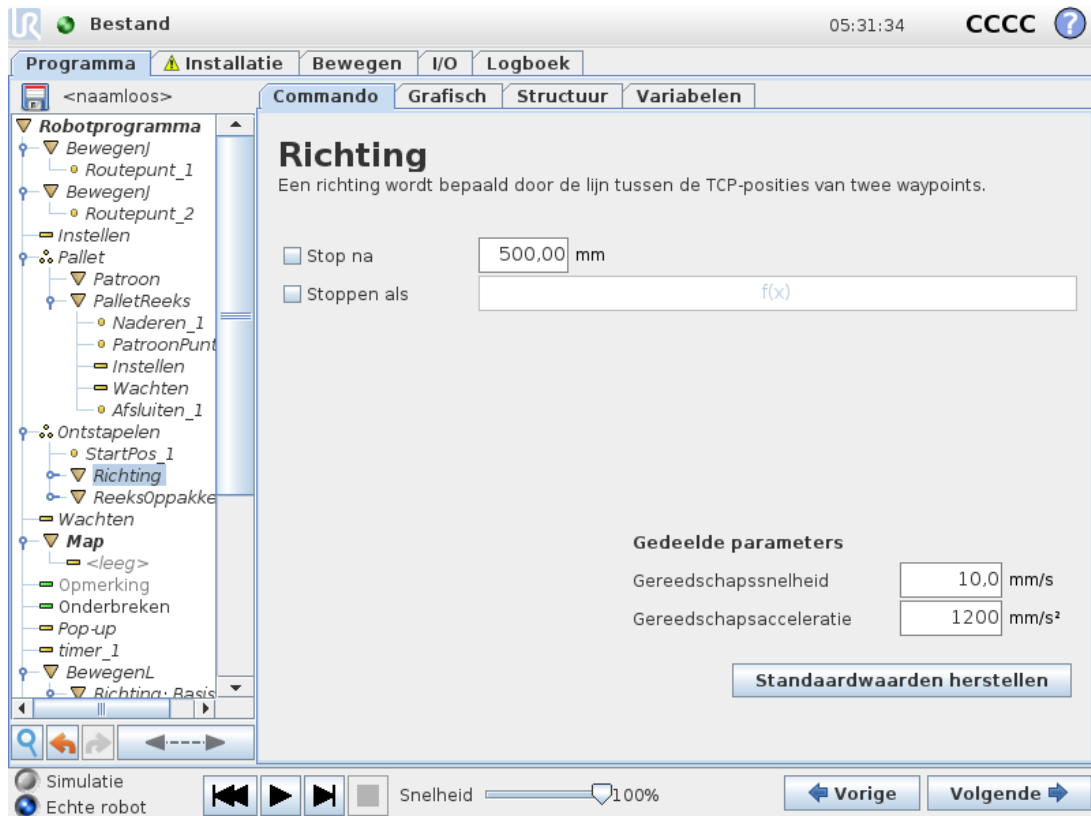 UR Bestand 05:31:34 CCCC ?
Programma Installatie Bewegen I/O Logboek
<naamloos>
Commando Grafisch Structuur Variabelen
Robotprogramma
BewegenJ
Routepunt_1
BewegenJ
Routepunt_2
Instellen
Pallet
Patroon
PalletReeks
Naderen_1
PatroonPunt
Instellen
Wachten
Afsluiten_1
Ontstapelen
StartPos_1
Richting
ReeksOppakke
Wachten
Map
<leeg>
Opmerking
Onderbreken
Pop-up
timer_1
BewegenL
Richting: Basis
Richting
Een richting wordt bepaald door de lijn tussen de TCP-posities van twee waypoints.
Stop na 500,00 mm
Stoppen als f(x)
Gedeelde parameters
Gereedschapssnelheid 10,0 mm/s
Gereedschapsacceleratie 1200 mm/s²
Standaardwaarden herstellen
Simulatie
Echte robot
Snelheid 100%
Vorige Volgende